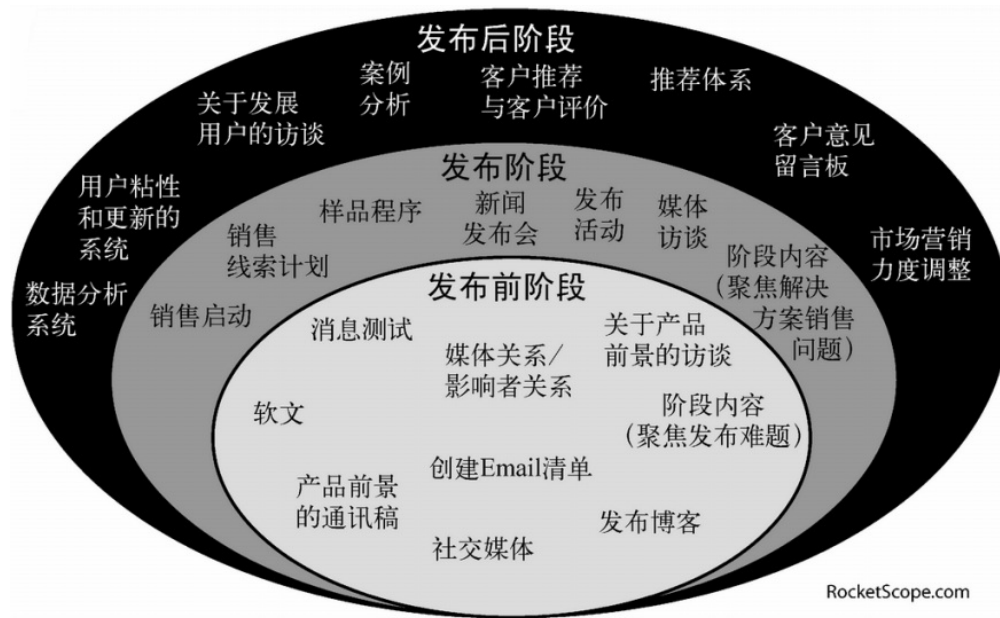 发布后阶段
案例
分析
客户推荐
与客户评价
推荐体系
关于发展
用户的访谈
客户意见
留言板
用户粘性
和更新的
系统
市场营销
力度调整
数据分析
系统
发布阶段
样品程序
新闻
发布会
发布
活动
媒体
访谈
销售
线索计划
阶段内容
(聚焦解决
方案销售
问题)
销售启动
发布前阶段
消息测试
关于产品
前景的访谈
媒体关系/
影响者关系
软文
阶段内容
(聚焦发布难题)
创建Email清单
产品前景
的通讯稿
发布博客
社交媒体
RocketScope.com